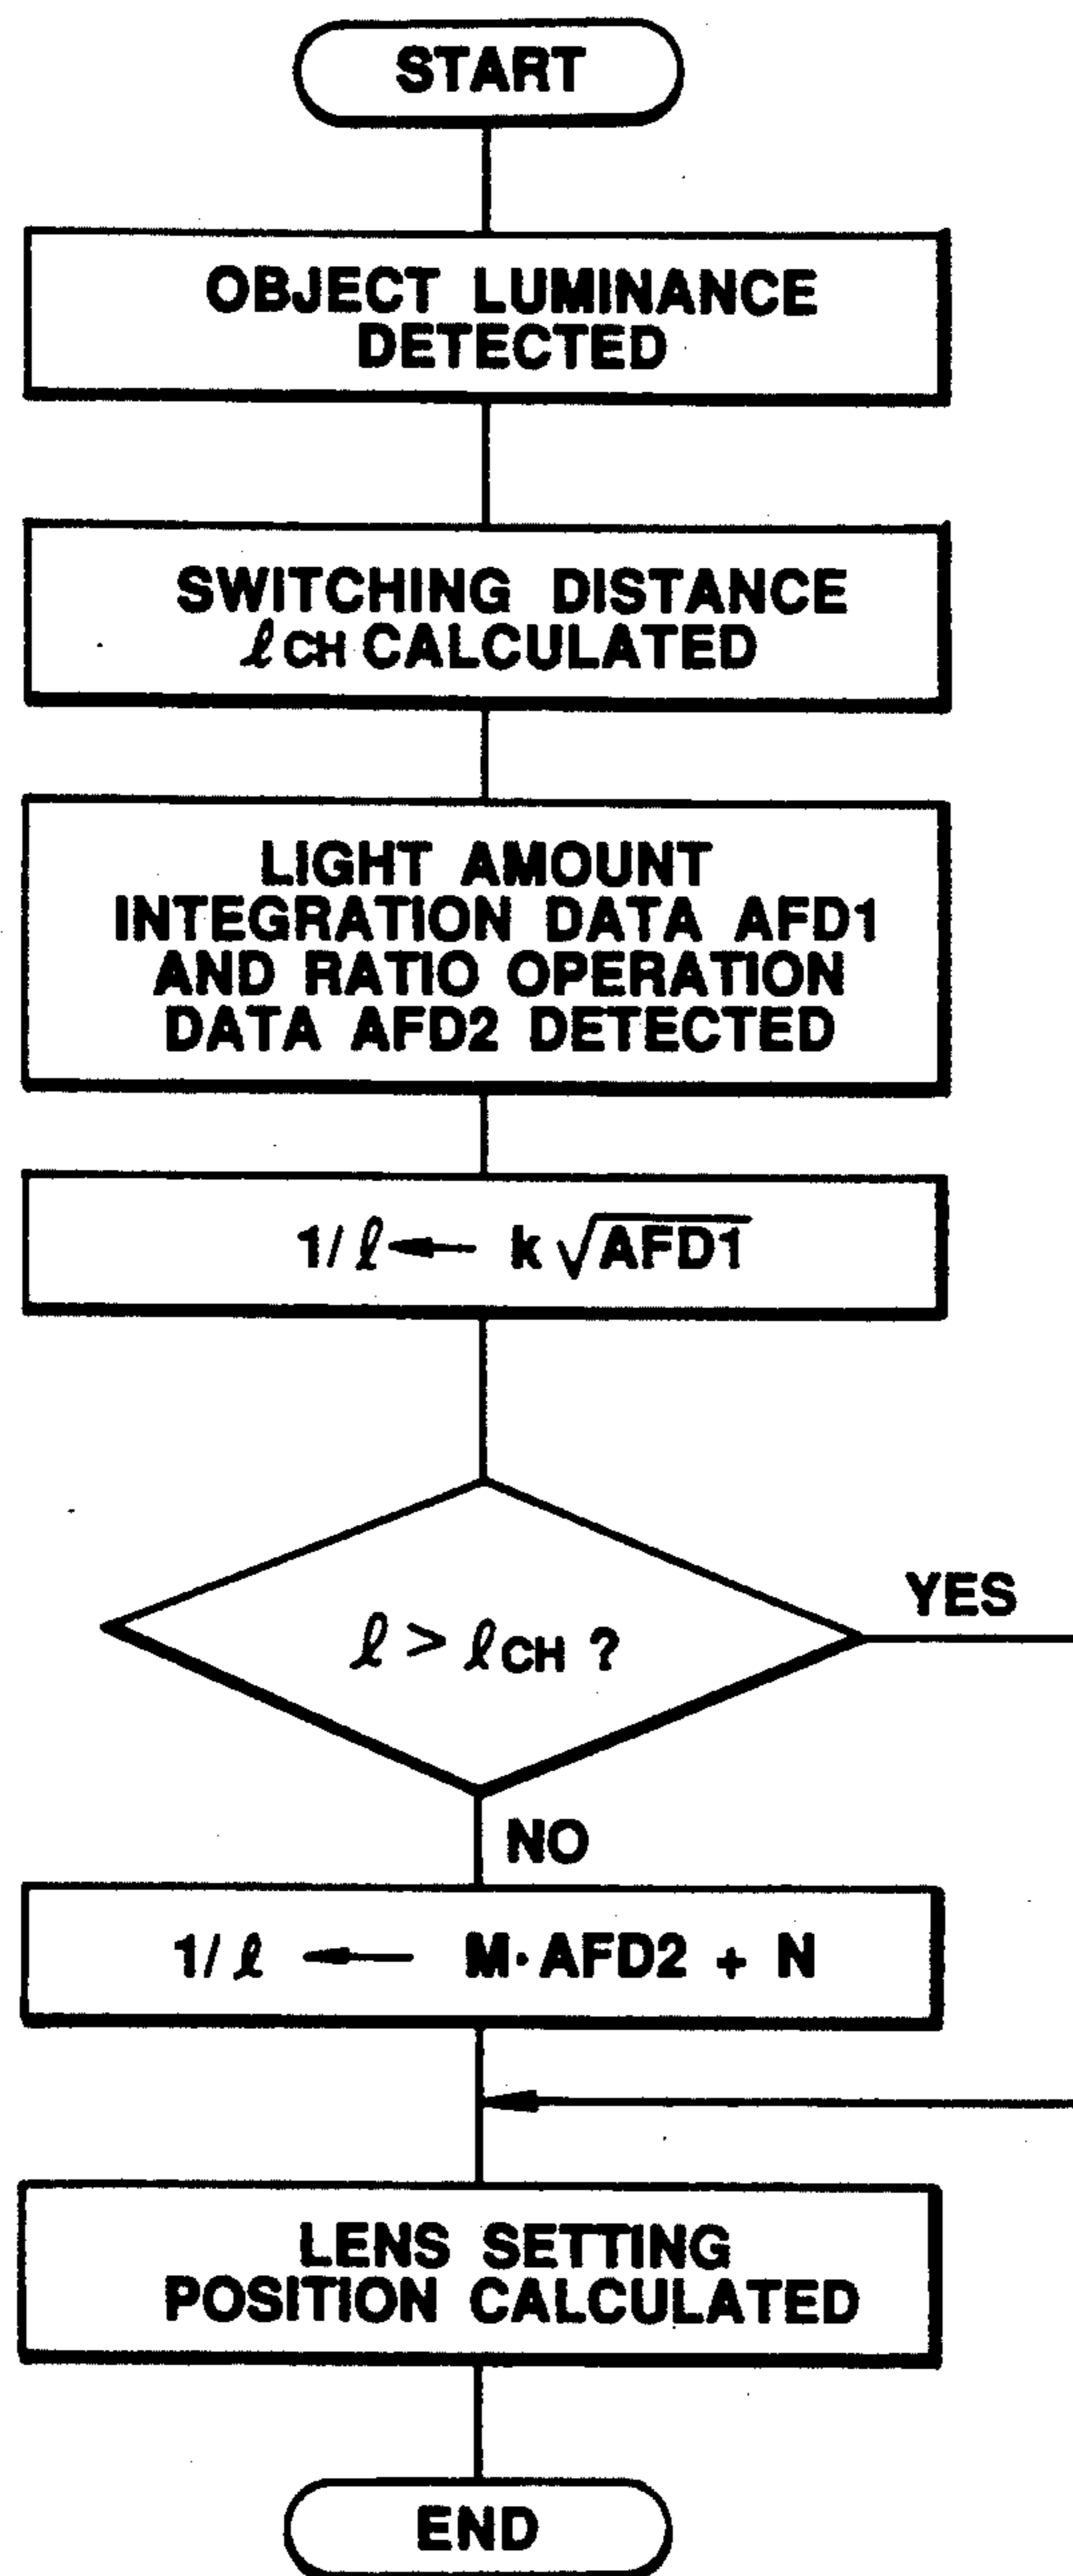 START
OBJECT LUMINANCE
DETECTED
SWITCHING DISTANCE
ℓCH CALCULATED
LIGHT AMOUNT
INTEGRATION DATA AFD1
AND RATIO OPERATION
DATA AFD2 DETECTED
1/ℓ ← k√AFD1
ℓ > ℓCH ?
YES
NO
1/ℓ ← M·AFD2 + N
LENS SETTING
POSITION CALCULATED
END